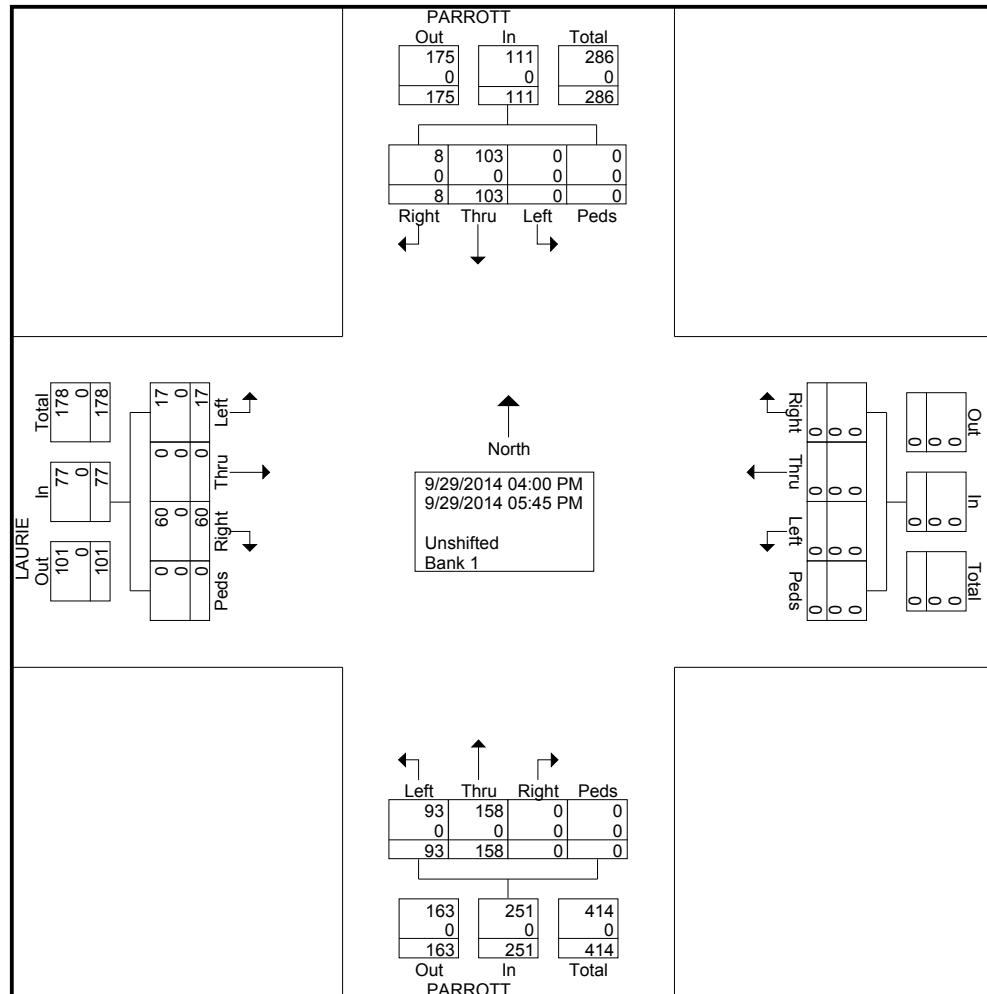 PARROTT
Out In Total
175 111 286
0 0 0
175 111 286
8 103 0 0
0 0 0 0
8 103 0 0
Right Thru Left Peds
LAURIE
Total 178 0 178
In 77 0 77
Out 101 0 101
17 0 17 Left
0 0 0 Thru
60 0 60 Right
0 0 0 Peds
North
9/29/2014 04:00 PM
9/29/2014 05:45 PM
Unshifted
Bank 1
Right 0 0 0
Thru 0 0 0
Left 0 0 0
Peds 0 0 0
Out 0 0 0
In 0 0 0
Total 0 0 0
Left Thru Right Peds
93 158 0 0
0 0 0 0
93 158 0 0
163 251 414
0 0 0
163 251 414
Out In Total
PARROTT